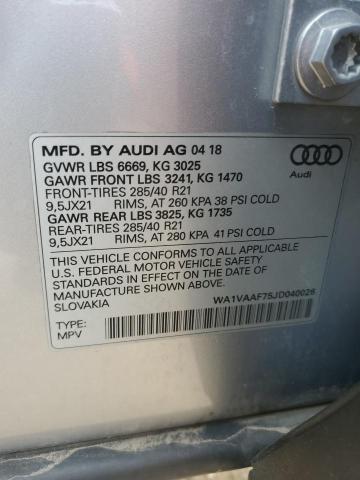 MFD. BY AUDI AG 04 18
GVWR LBS 6669, KG 3025
GAWR FRONT LBS 3241, KG 1470
FRONT-TIRES 285/40 R21
9,5JX21 RIMS, AT 260 KPA 38 PSI COLD
GAWR REAR LBS 3825, KG 1735
REAR-TIRES 285/40 R21
9,5JX21 RIMS, AT 280 KPA 41 PSI COLD
Audi
THIS VEHICLE CONFORMS TO ALL APPLICABLE
U.S. FEDERAL MOTOR VEHICLE SAFETY
STANDARDS IN EFFECT ON THE DATE OF
MANUFACTURE SHOWN ABOVE.
SLOVAKIA
WA1VAAF75JD040026
TYPE:
MPV